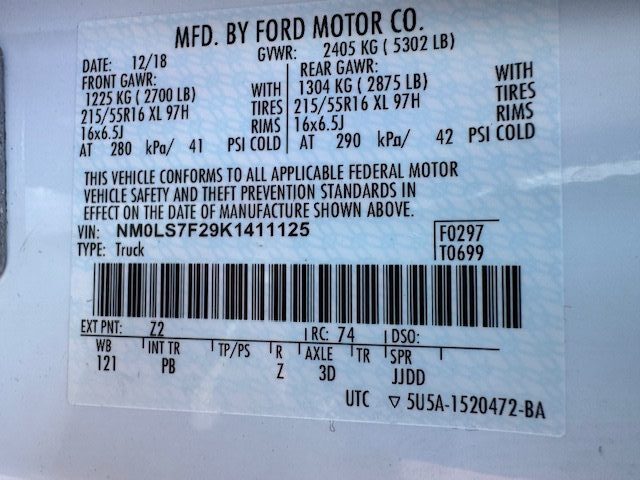 MFD. BY FORD MOTOR CO.
DATE: 12/18 GVWR: 2405 KG ( 5302 LB)
FRONT GAWR: REAR GAWR:
1225 KG ( 2700 LB) WITH 1304 KG ( 2875 LB) WITH
215/55R16 XL 97H TIRES 215/55R16 XL 97H TIRES
16x6.5J RIMS 16x6.5J RIMS
AT 280 kPa/ 41 PSI COLD AT 290 kPa/ 42 PSI COLD
THIS VEHICLE CONFORMS TO ALL APPLICABLE FEDERAL MOTOR
VEHICLE SAFETY AND THEFT PREVENTION STANDARDS IN
EFFECT ON THE DATE OF MANUFACTURE SHOWN ABOVE.
VIN: NM0LS7F29K1411125 F0297
TYPE: Truck T0699
EXT PNT: Z2 RC: 74 DSO:
WB INT TR TP/PS R AXLE TR SPR
121 PB Z 3D JJDD
UTC ▽ 5U5A-1520472-BA